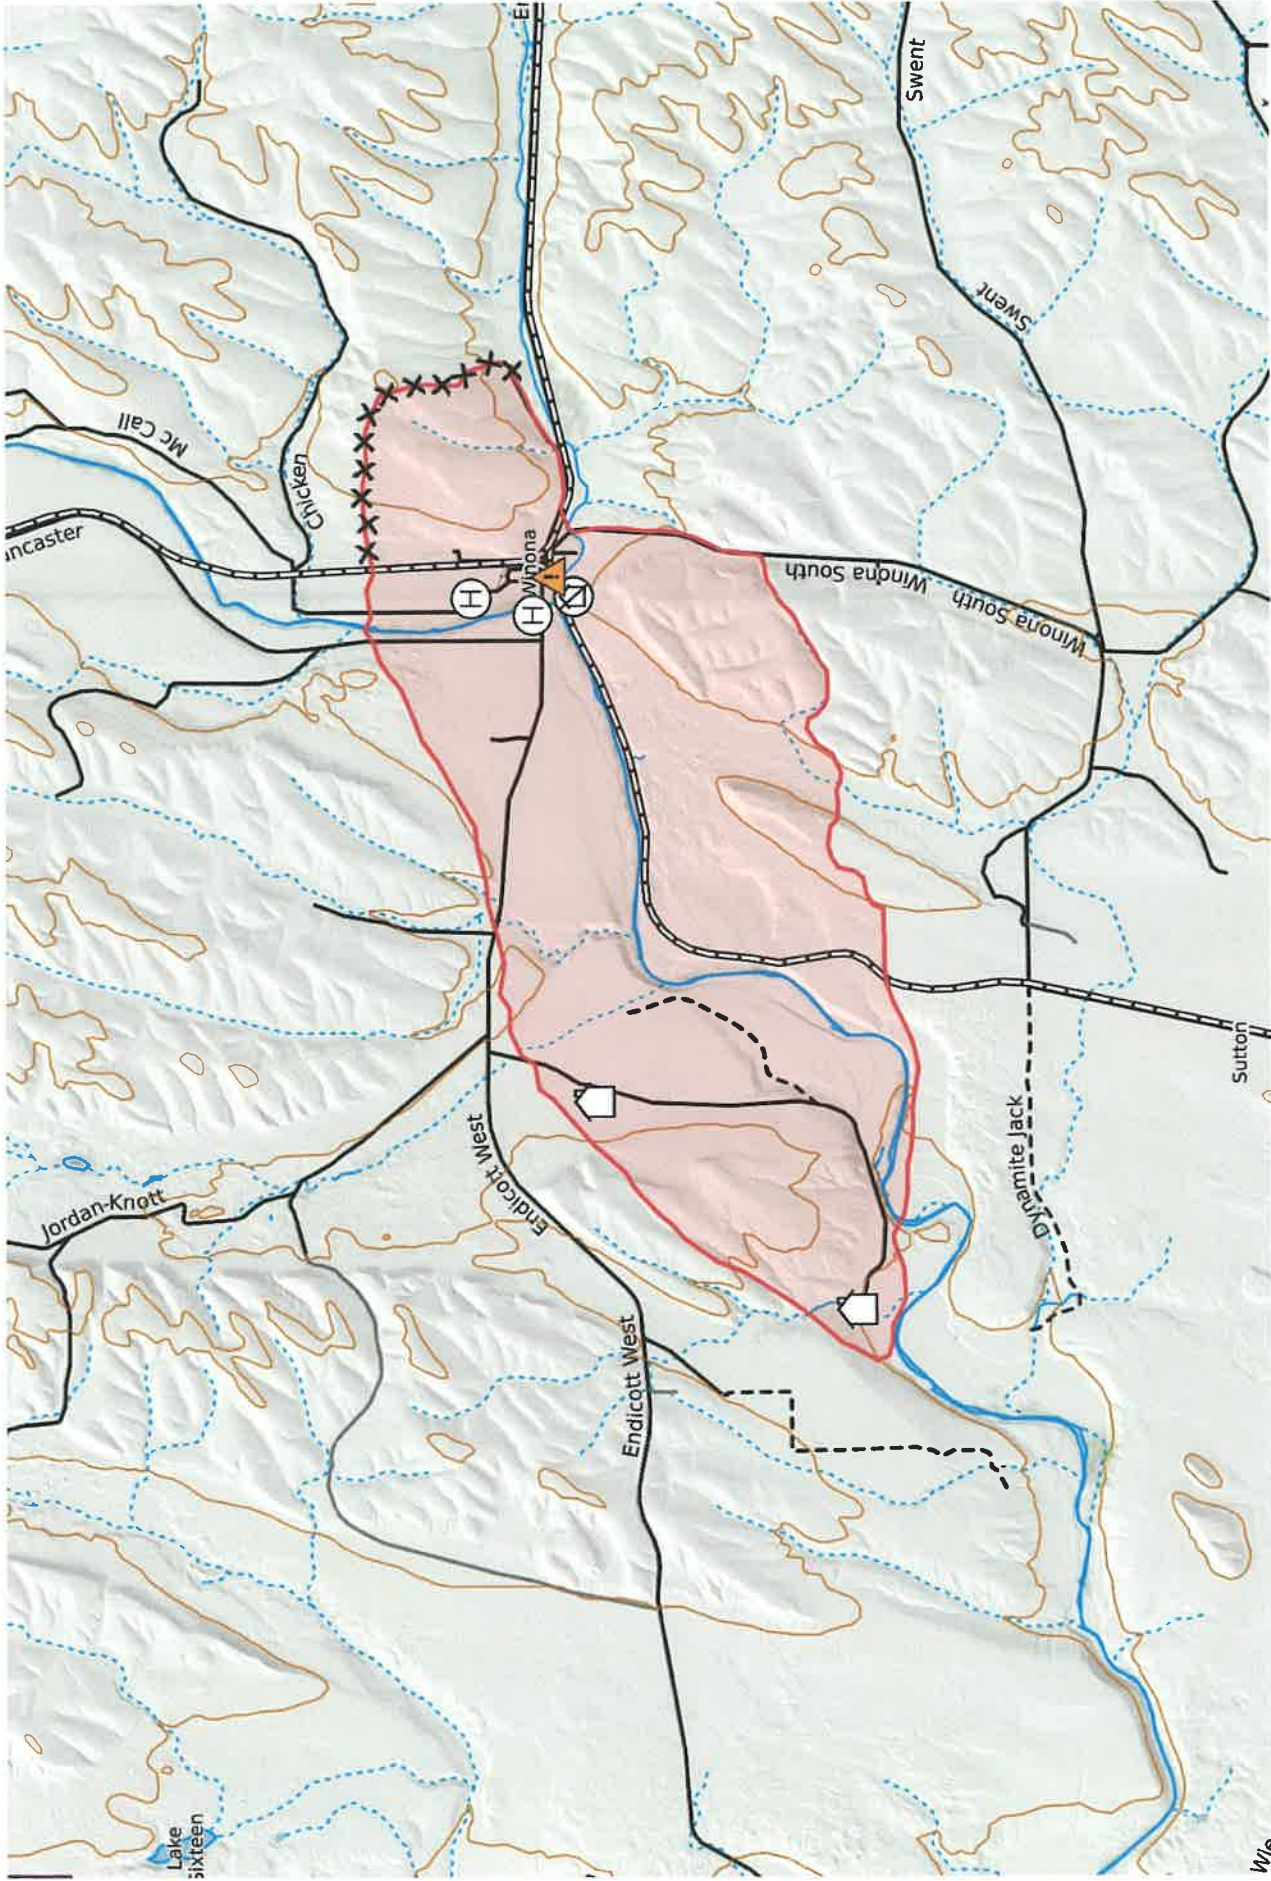 Swent
Swent
Mc Call
Chicken
ancaster
Winona
H
H
Winona South
Winona South
Sutton
Jordan-Knott
Endicott West
Endicott West
Dynamite Jack
Lake
Sixteen